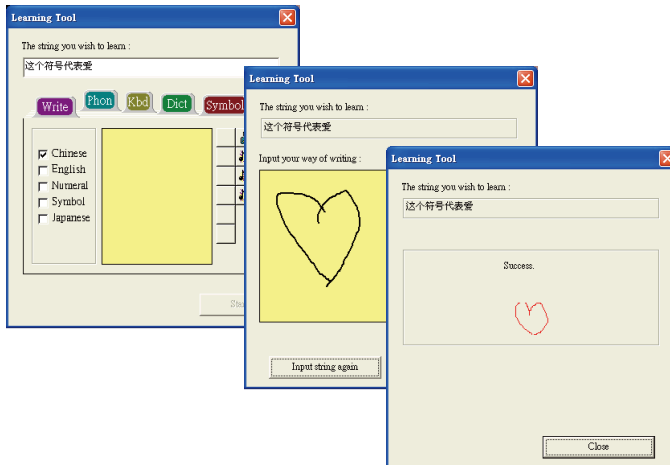 Learning Tool
The string you wish to learn :
这个符号代表爱
Write Phon Kbd Dict Symbol
Chinese
English
Numeral
Symbol
Japanese
Learning Tool
The string you wish to learn :
这个符号代表爱
Input your way of writing :
Input string again
Learning Tool
The string you wish to learn :
这个符号代表爱
Success.
Close